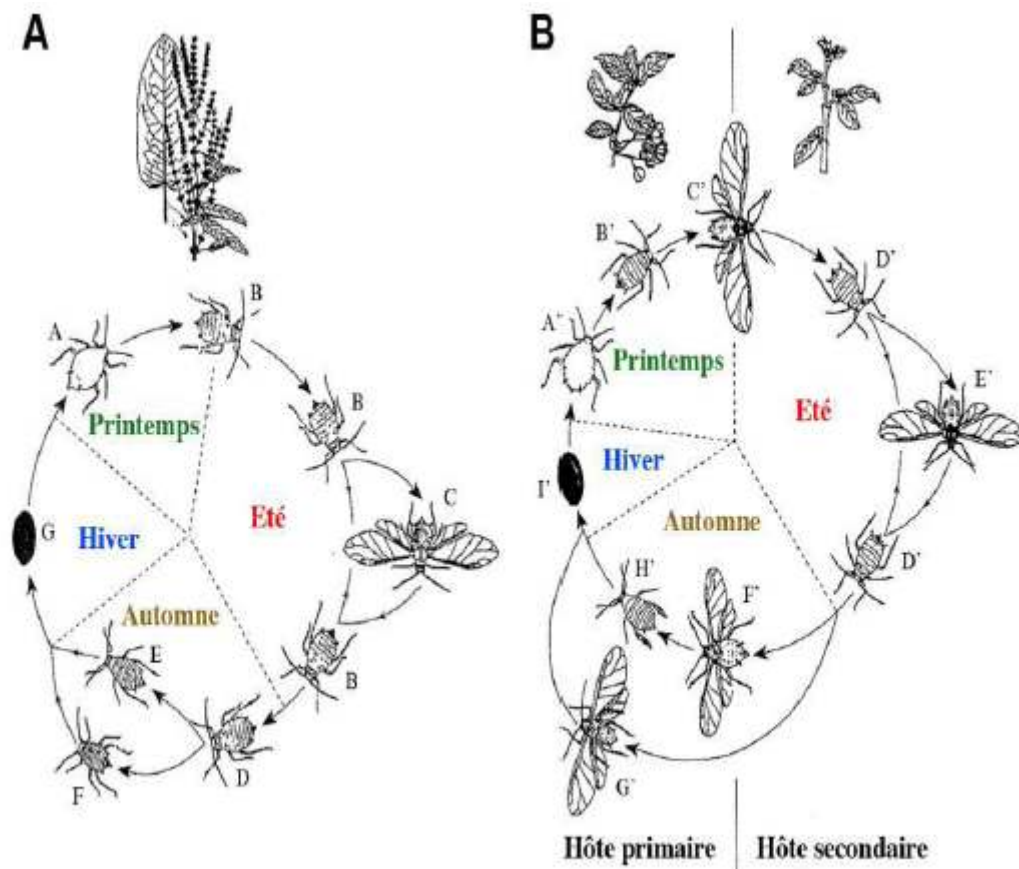 A
B
A
B
Printemps
B
Hiver
Eté
C
G
Automne
B
E
D
F
C'
B'
D'
A'
Printemps
Eté
E'
Hiver
I'
Automne
D'
H'
F'
G'
Hôte primaire
Hôte secondaire